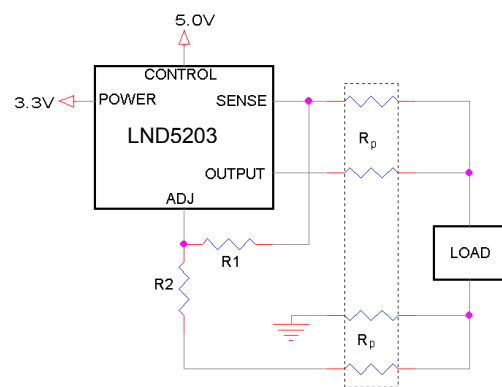 5.0V
CONTROL
3.3V
POWER
SENSE
LND5203
Rp
OUTPUT
ADJ
R1
LOAD
R2
Rp